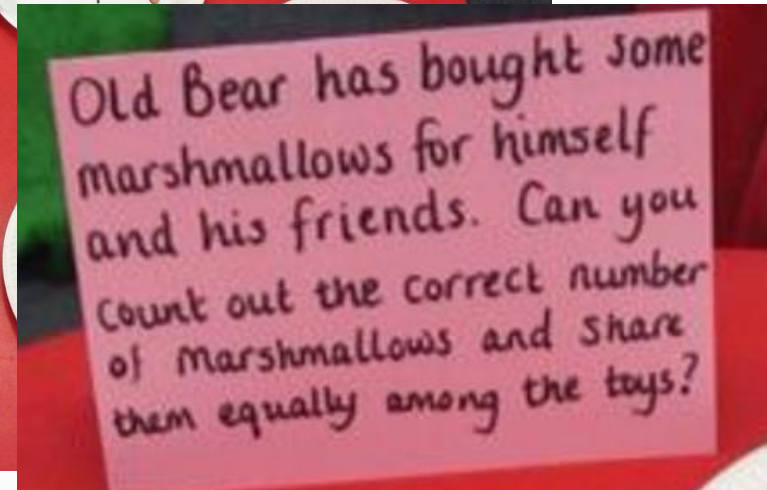 Old Bear has bought some
marshmallows for himself
and his friends. Can you
count out the correct number
of marshmallows and share
them equally among the toys?